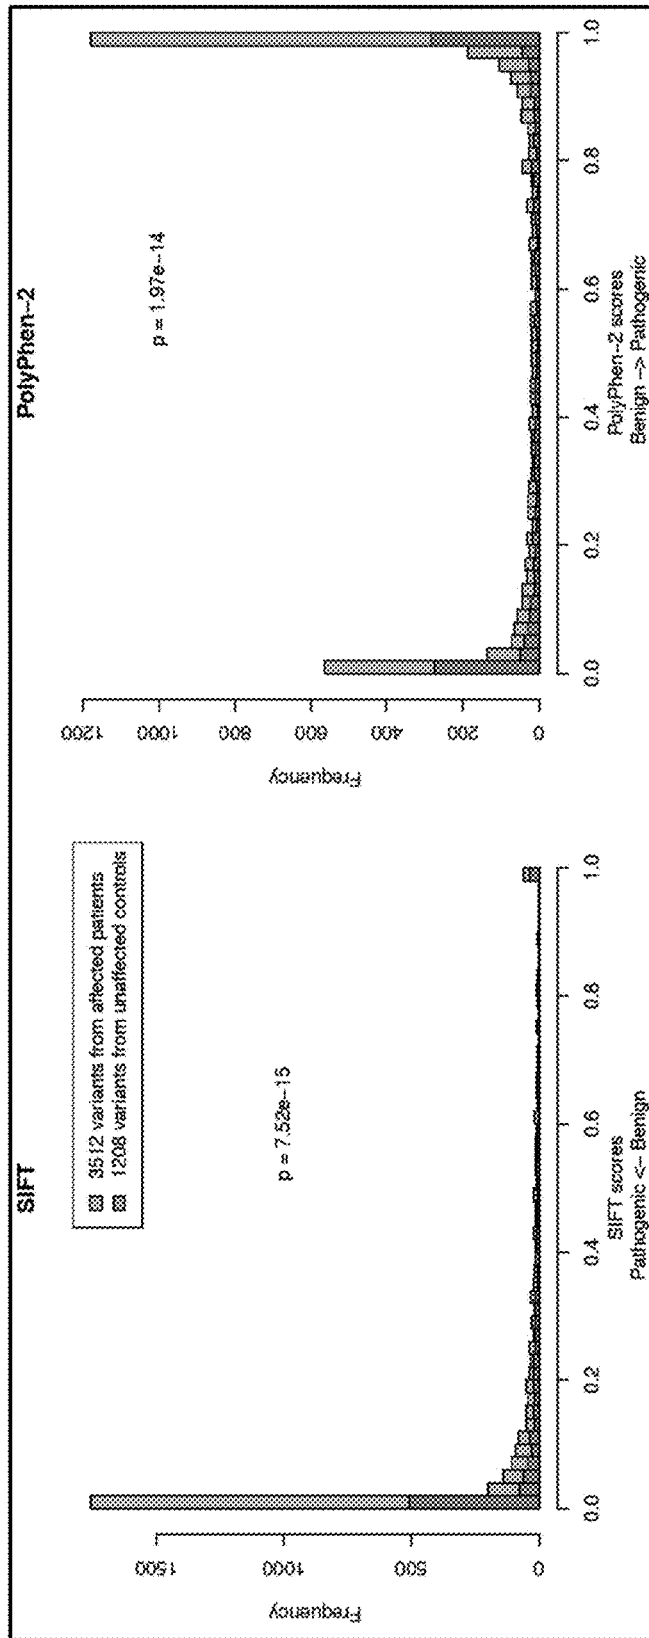 SIFT
3512 variants from affected patients
1208 variants from unaffected controls
p = 7.52e-15
Frequency
0
500
1000
1500
0.0
0.2
0.4
0.6
0.8
1.0
SIFT scores
Pathogenic <- Benign
PolyPhen-2
p = 1.97e-14
Frequency
0
200
400
600
800
1000
1200
0.0
0.2
0.4
0.6
0.8
1.0
PolyPhen-2 scores
Benign -> Pathogenic